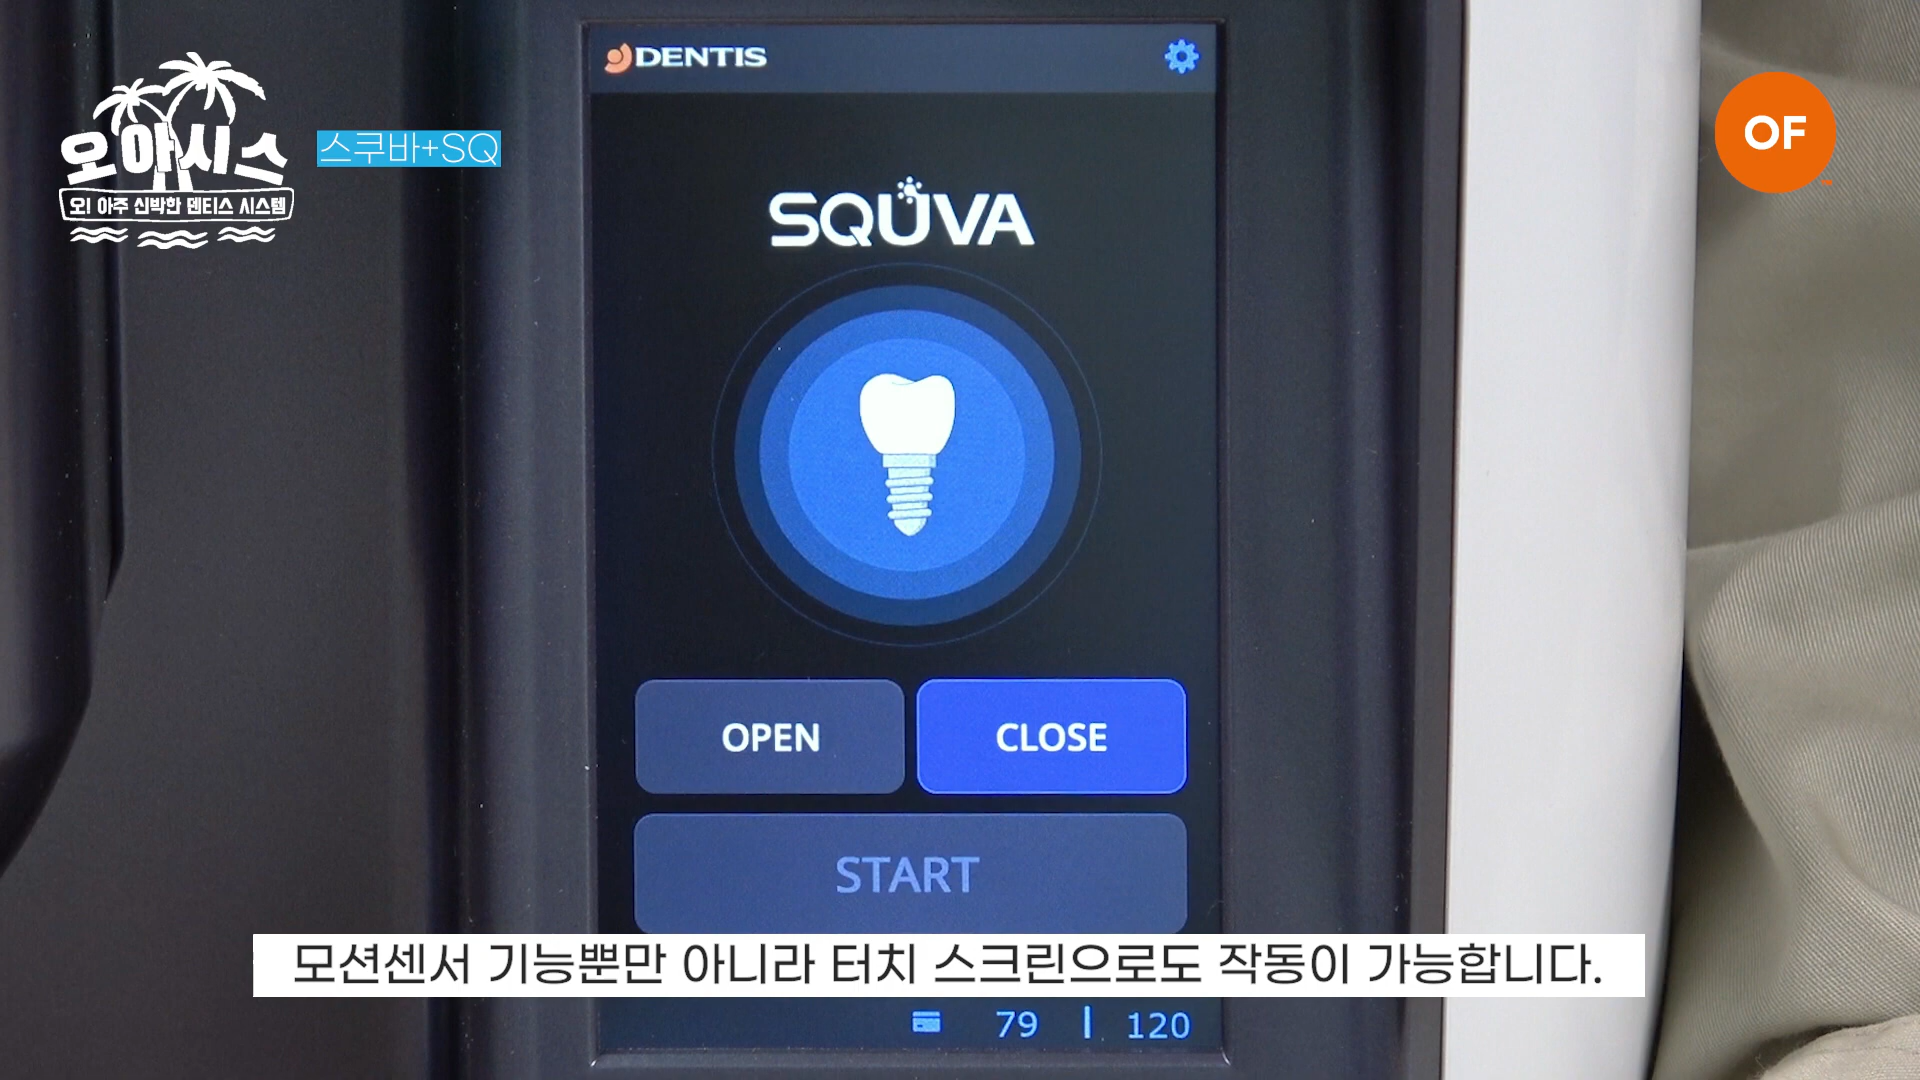 DENTIS
오아시스
오! 아주 신박한 덴티스 시스템
스쿠바+SQ
OF
SQUVA
OPEN
CLOSE
START
모션센서 기능뿐만 아니라 터치 스크린으로도 작동이 가능합니다.
79 | 120